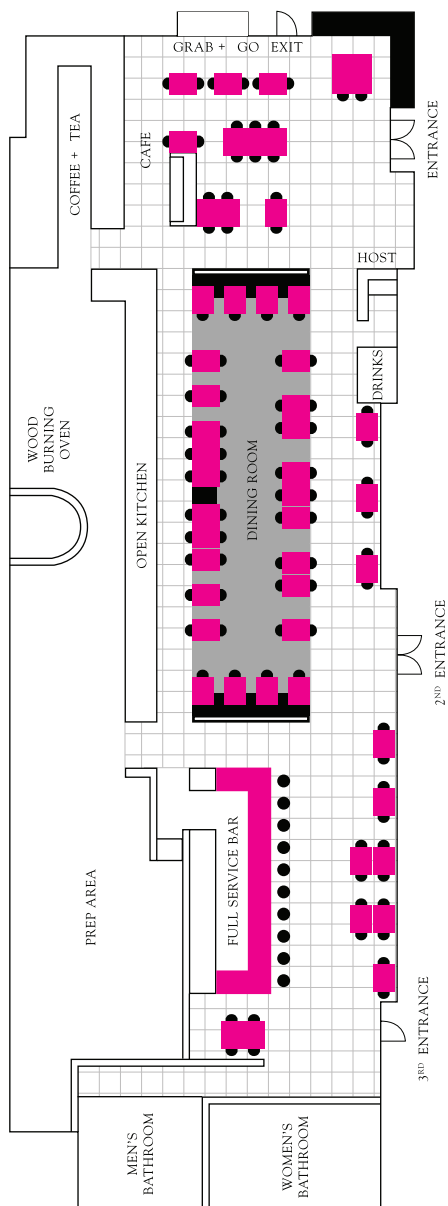 GRAB + GO EXIT
COFFEE + TEA
CAFE
ENTRANCE
HOST
DRINKS
WOOD
BURNING
OVEN
OPEN KITCHEN
DINING ROOM
2ND ENTRANCE
PREP AREA
FULL SERVICE BAR
3RD ENTRANCE
MEN'S
BATHROOM
WOMEN'S
BATHROOM